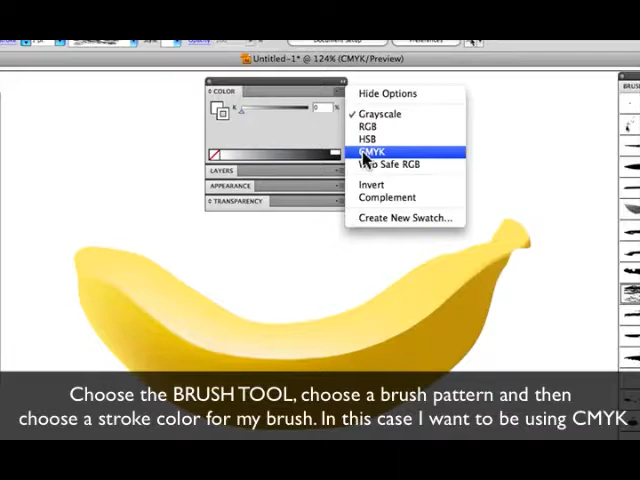 Untitled-1* @ 124% (CMYK/Preview)
COLOR
K 0 %
LAYERS
APPEARANCE
TRANSPARENCY
Hide Options
✓ Grayscale
RGB
HSB
CMYK
Web Safe RGB
Invert
Complement
Create New Swatch...
Choose the BRUSH TOOL, choose a brush pattern and then
choose a stroke color for my brush. In this case I want to be using CMYK